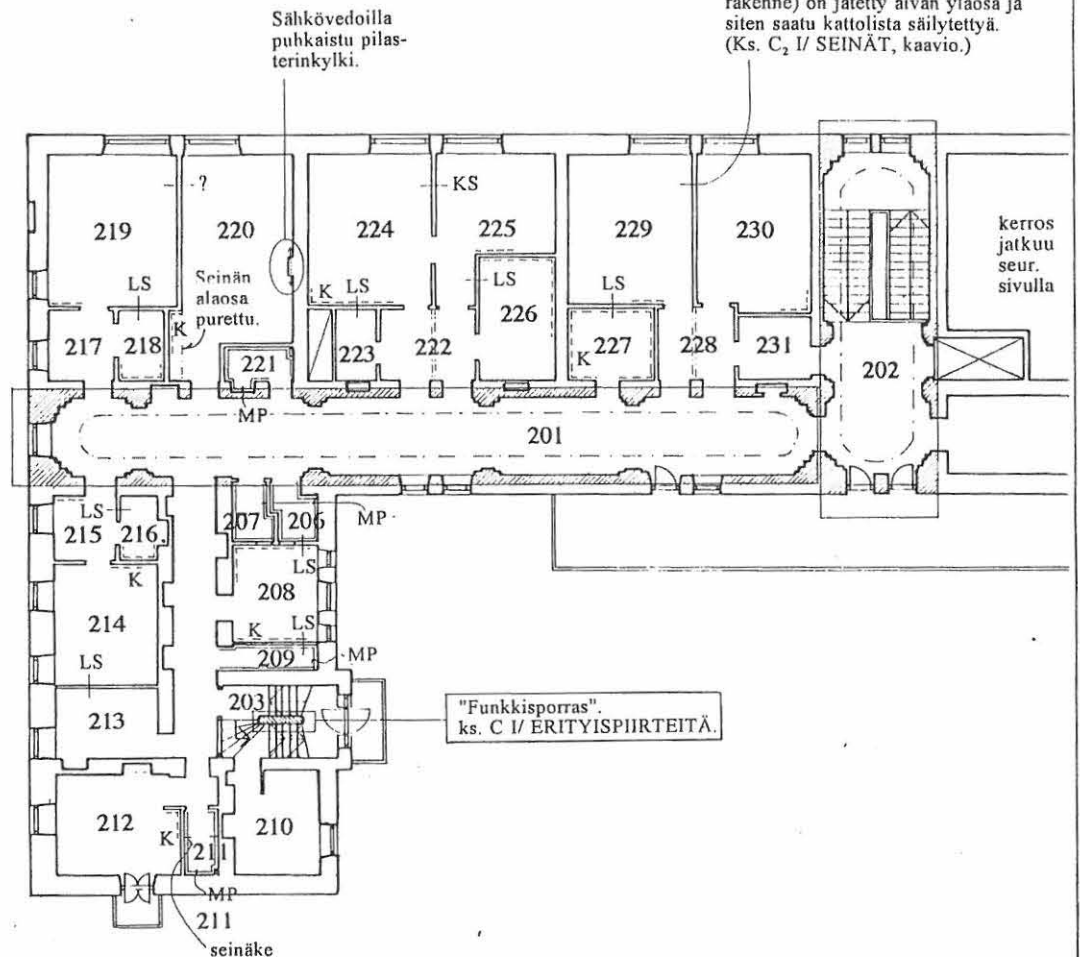 rakenne) on jätetty aivan yläosa ja
siten saatu kattolista säilytettyä.
(Ks. C₂ I/ SEINÄT, kaavio.)
Sähkövedoilla
puhkaistu pilas-
terinkylki.
?
KS
219
220
224
225
229
230
kerros
jatkuu
seur.
sivulla
LS
Seinän
alaosa
purettu.
K
LS
LS
LS
226
217
218
K
223
222
K
227
228
231
202
221
MP
201
215
LS
216
207
206
MP
K
LS
208
214
K
LS
LS
209
MP
213
203
"Funkkisporras".
ks. C I/ ERITYISPIIRTEITÄ.
212
K
211
210
MP
211
seinäke